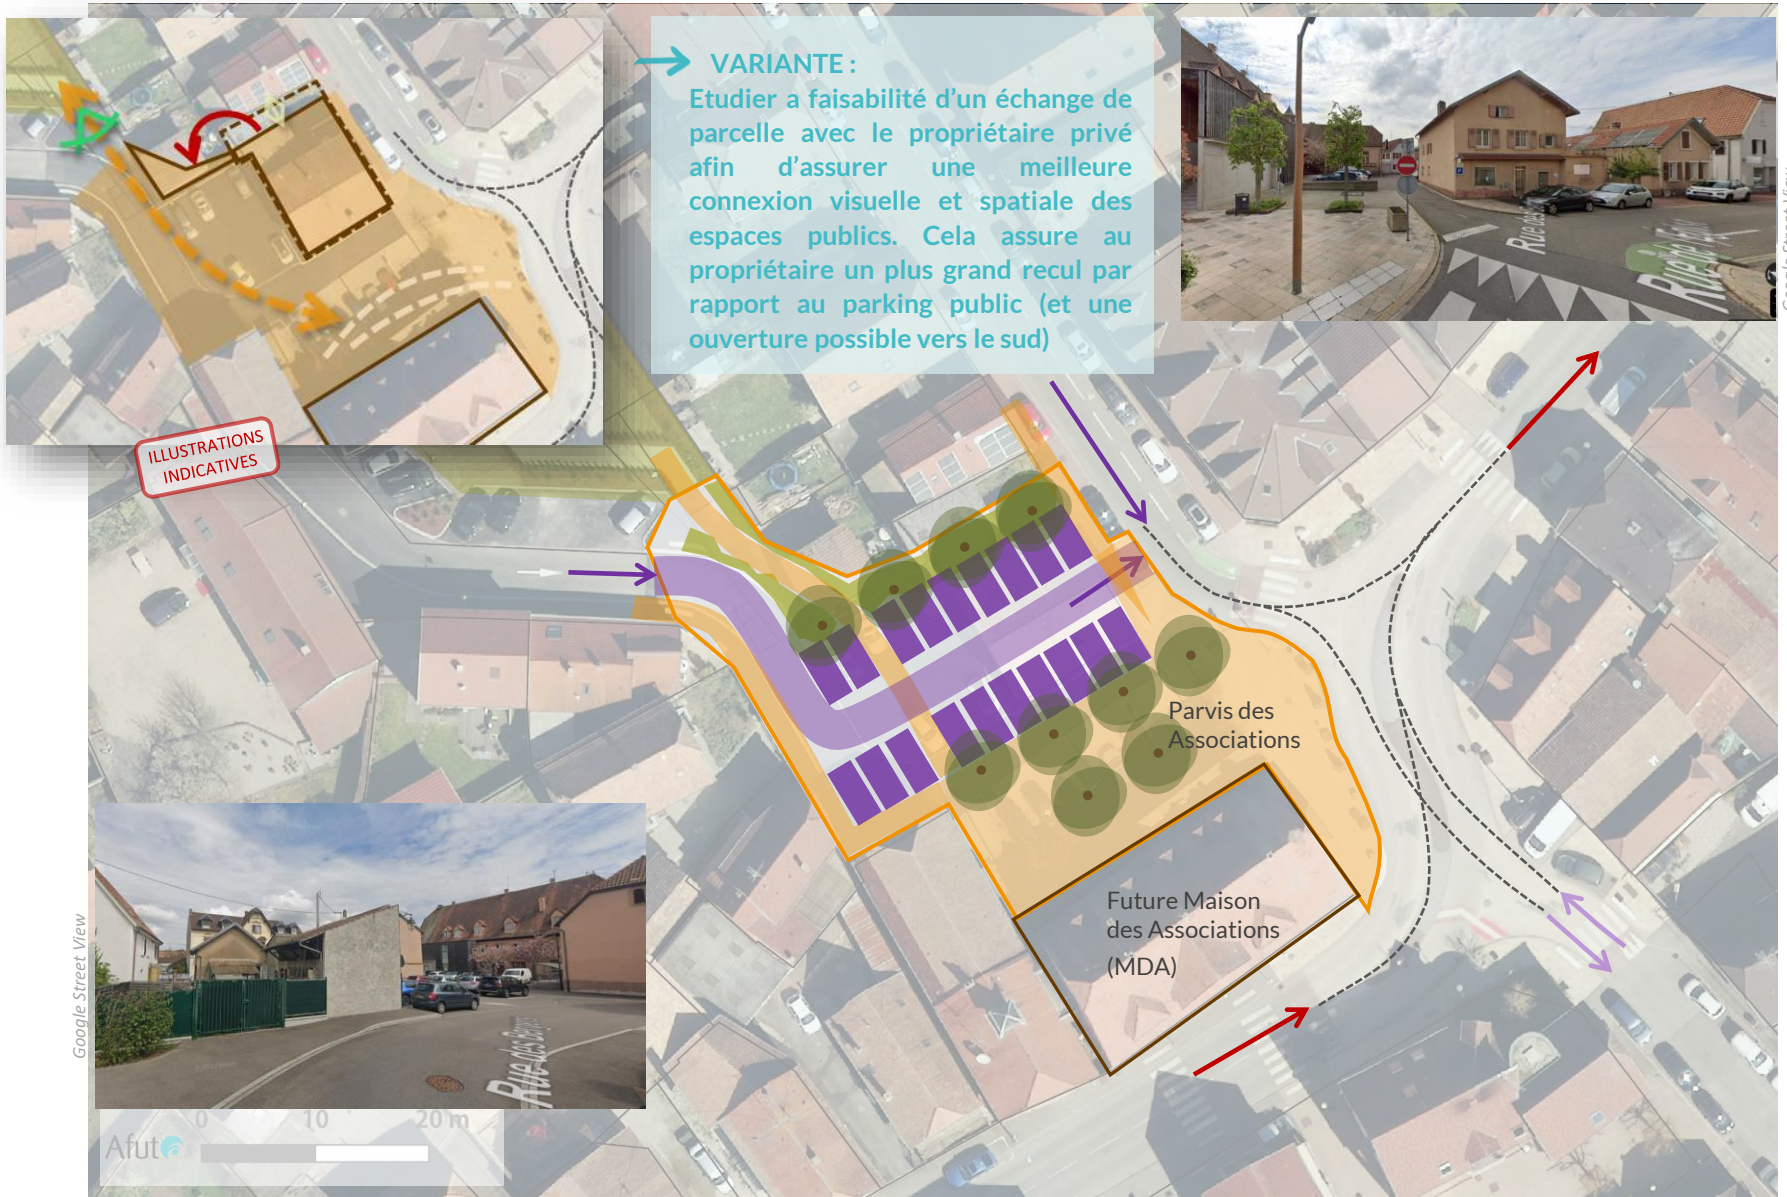 VARIANTE :
Etudier a faisabilité d'un échange de
parcelle avec le propriétaire privé
afin d'assurer une meilleure
connexion visuelle et spatiale des
espaces publics. Cela assure au
propriétaire un plus grand recul par
rapport au parking public (et une
ouverture possible vers le sud)
ILLUSTRATIONS
INDICATIVES
Parvis des
Associations
Future Maison
des Associations
(MDA)
Google Street View
Rue des Berges
0 10 20 m
Afut